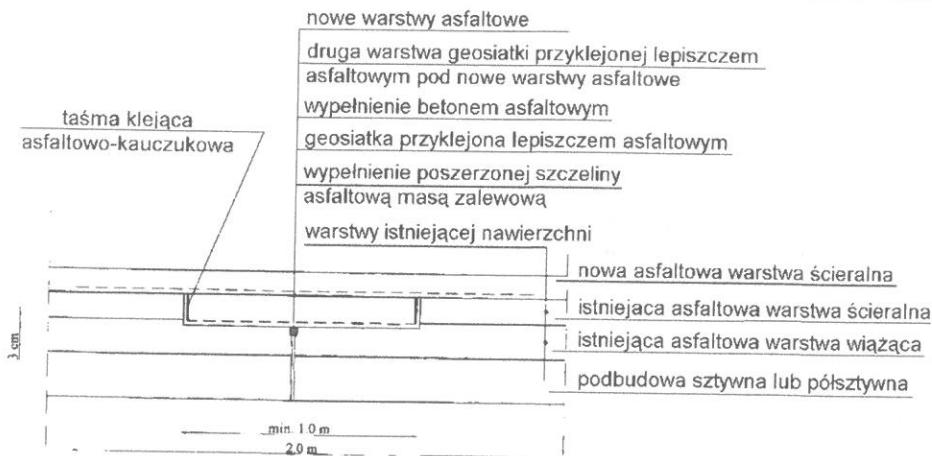 nowe warstwy asfaltowe
druga warstwa geosiatki przyklejonej lepiszczem
asfaltowym pod nowe warstwy asfaltowe
wypełnienie betonem asfaltowym
geosiatka przyklejona lepiszczem asfaltowym
wypełnienie poszerzonej szczeliny
asfaltową masą zalewową
warstwy istniejącej nawierzchni
taśma klejąca
asfaltowo-kauczukowa
nowa asfaltowa warstwa ścieralna
istniejaca asfaltowa warstwa ścieralna
istniejąca asfaltowa warstwa wiążąca
podbudowa sztywna lub półsztywna
3 cm
min. 1.0 m
2.0 m